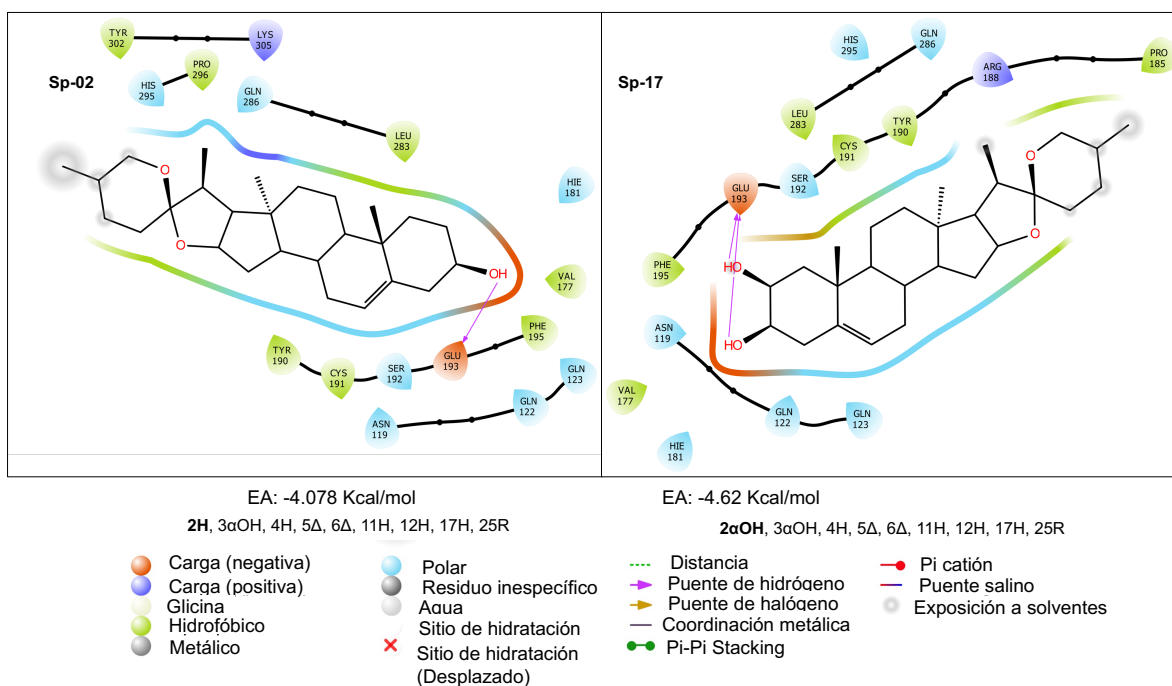 Sp-02
TYR 302
LYS 305
PRO 296
HIS 295
GLN 286
LEU 283
HIE 181
VAL 177
O
O
OH
TYR 190
CYS 191
SER 192
GLU 193
PHE 195
ASN 119
GLN 122
GLN 123
Sp-17
HIS 295
GLN 286
ARG 188
PRO 185
LEU 283
TYR 190
CYS 191
SER 192
GLU 193
PHE 195
O
O
HO
HO
ASN 119
VAL 177
HIE 181
GLN 122
GLN 123
EA: -4.078 Kcal/mol
2H, 3αOH, 4H, 5Δ, 6Δ, 11H, 12H, 17H, 25R
EA: -4.62 Kcal/mol
2αOH, 3αOH, 4H, 5Δ, 6Δ, 11H, 12H, 17H, 25R
Carga (negativa)
Carga (positiva)
Glicina
Hidrofóbico
Metálico
Polar
Residuo inespecífico
Agua
Sitio de hidratación
Sitio de hidratación
(Desplazado)
Distancia
Puente de hidrógeno
Puente de halógeno
Coordinación metálica
Pi-Pi Stacking
Pi catión
Puente salino
Exposición a solventes